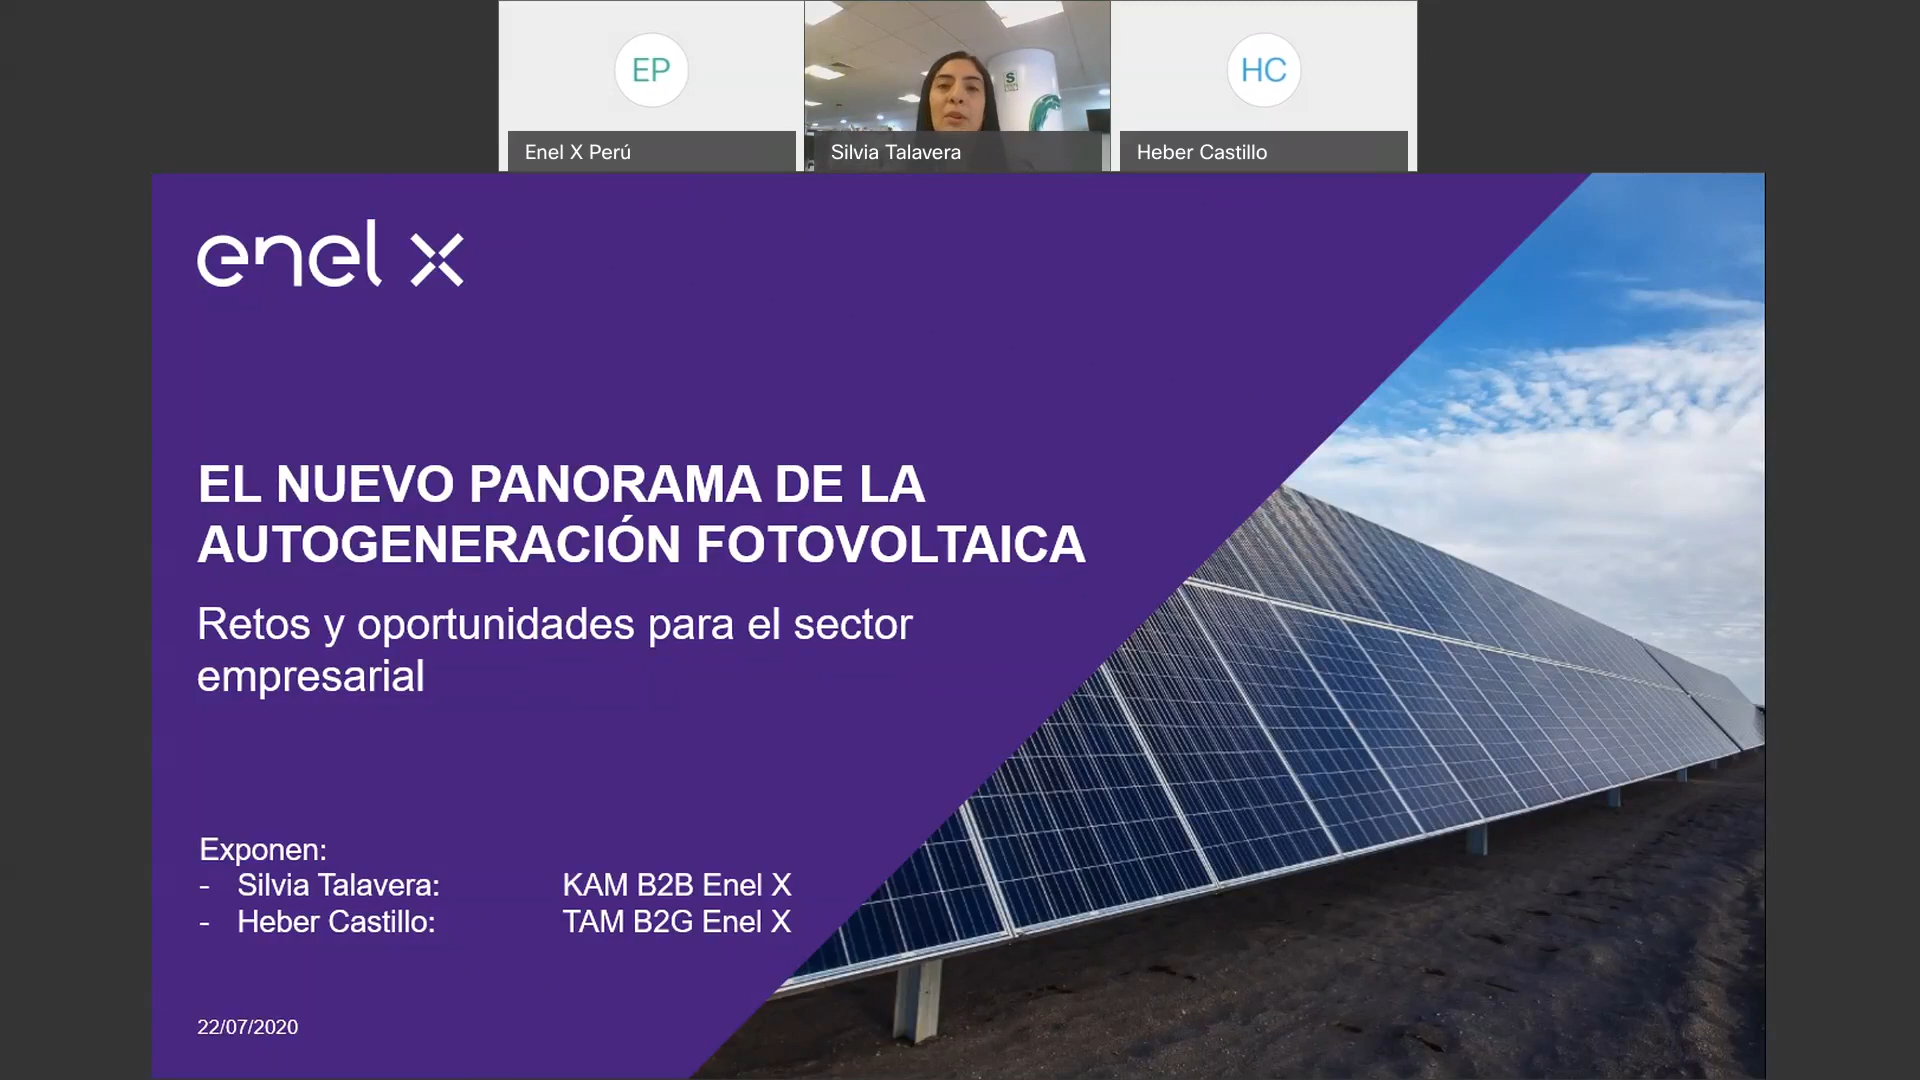 EP
HC
Enel X Perú
Silvia Talavera
Heber Castillo
enel x
EL NUEVO PANORAMA DE LA
AUTOGENERACIÓN FOTOVOLTAICA
Retos y oportunidades para el sector
empresarial
Exponen:
- Silvia Talavera: KAM B2B Enel X
- Heber Castillo: TAM B2G Enel X
22/07/2020